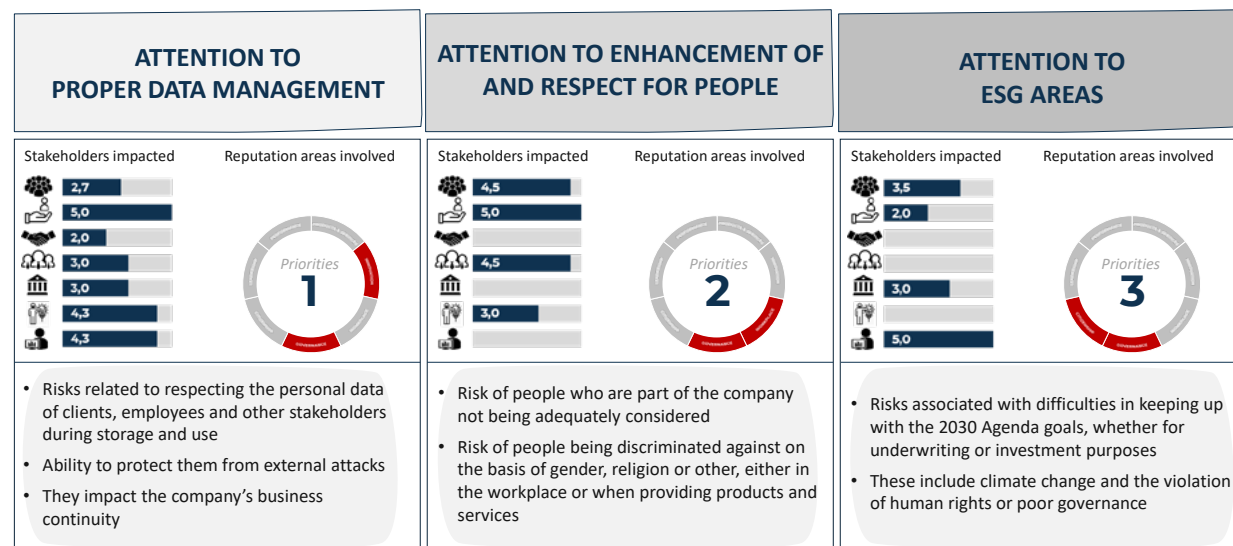 ATTENTION TO
PROPER DATA MANAGEMENT
ATTENTION TO ENHANCEMENT OF
AND RESPECT FOR PEOPLE
ATTENTION TO
ESG AREAS
Stakeholders impacted
Reputation areas involved
2,7
5,0
2,0
3,0
3,0
4,3
4,3
Priorities
1
GOVERNANCE
• Risks related to respecting the personal data
of clients, employees and other stakeholders
during storage and use
• Ability to protect them from external attacks
• They impact the company's business
continuity
Stakeholders impacted
Reputation areas involved
4,5
5,0
4,5
3,0
Priorities
2
GOVERNANCE
• Risk of people who are part of the company
not being adequately considered
• Risk of people being discriminated against on
the basis of gender, religion or other, either in
the workplace or when providing products and
services
Stakeholders impacted
Reputation areas involved
3,5
2,0
3,0
5,0
Priorities
3
GOVERNANCE
• Risks associated with difficulties in keeping up
with the 2030 Agenda goals, whether for
underwriting or investment purposes
• These include climate change and the violation
of human rights or poor governance